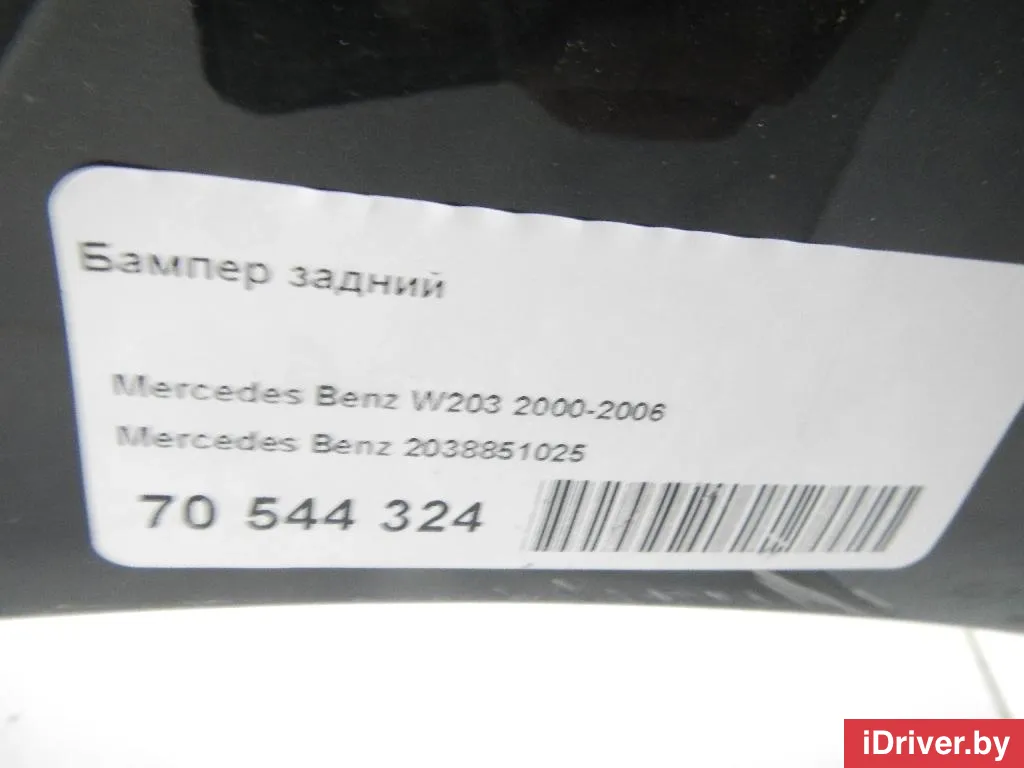 Бампер задний
Mercedes Benz W203 2000-2006
Mercedes Benz 2038851025
70 544 324
iDriver.by